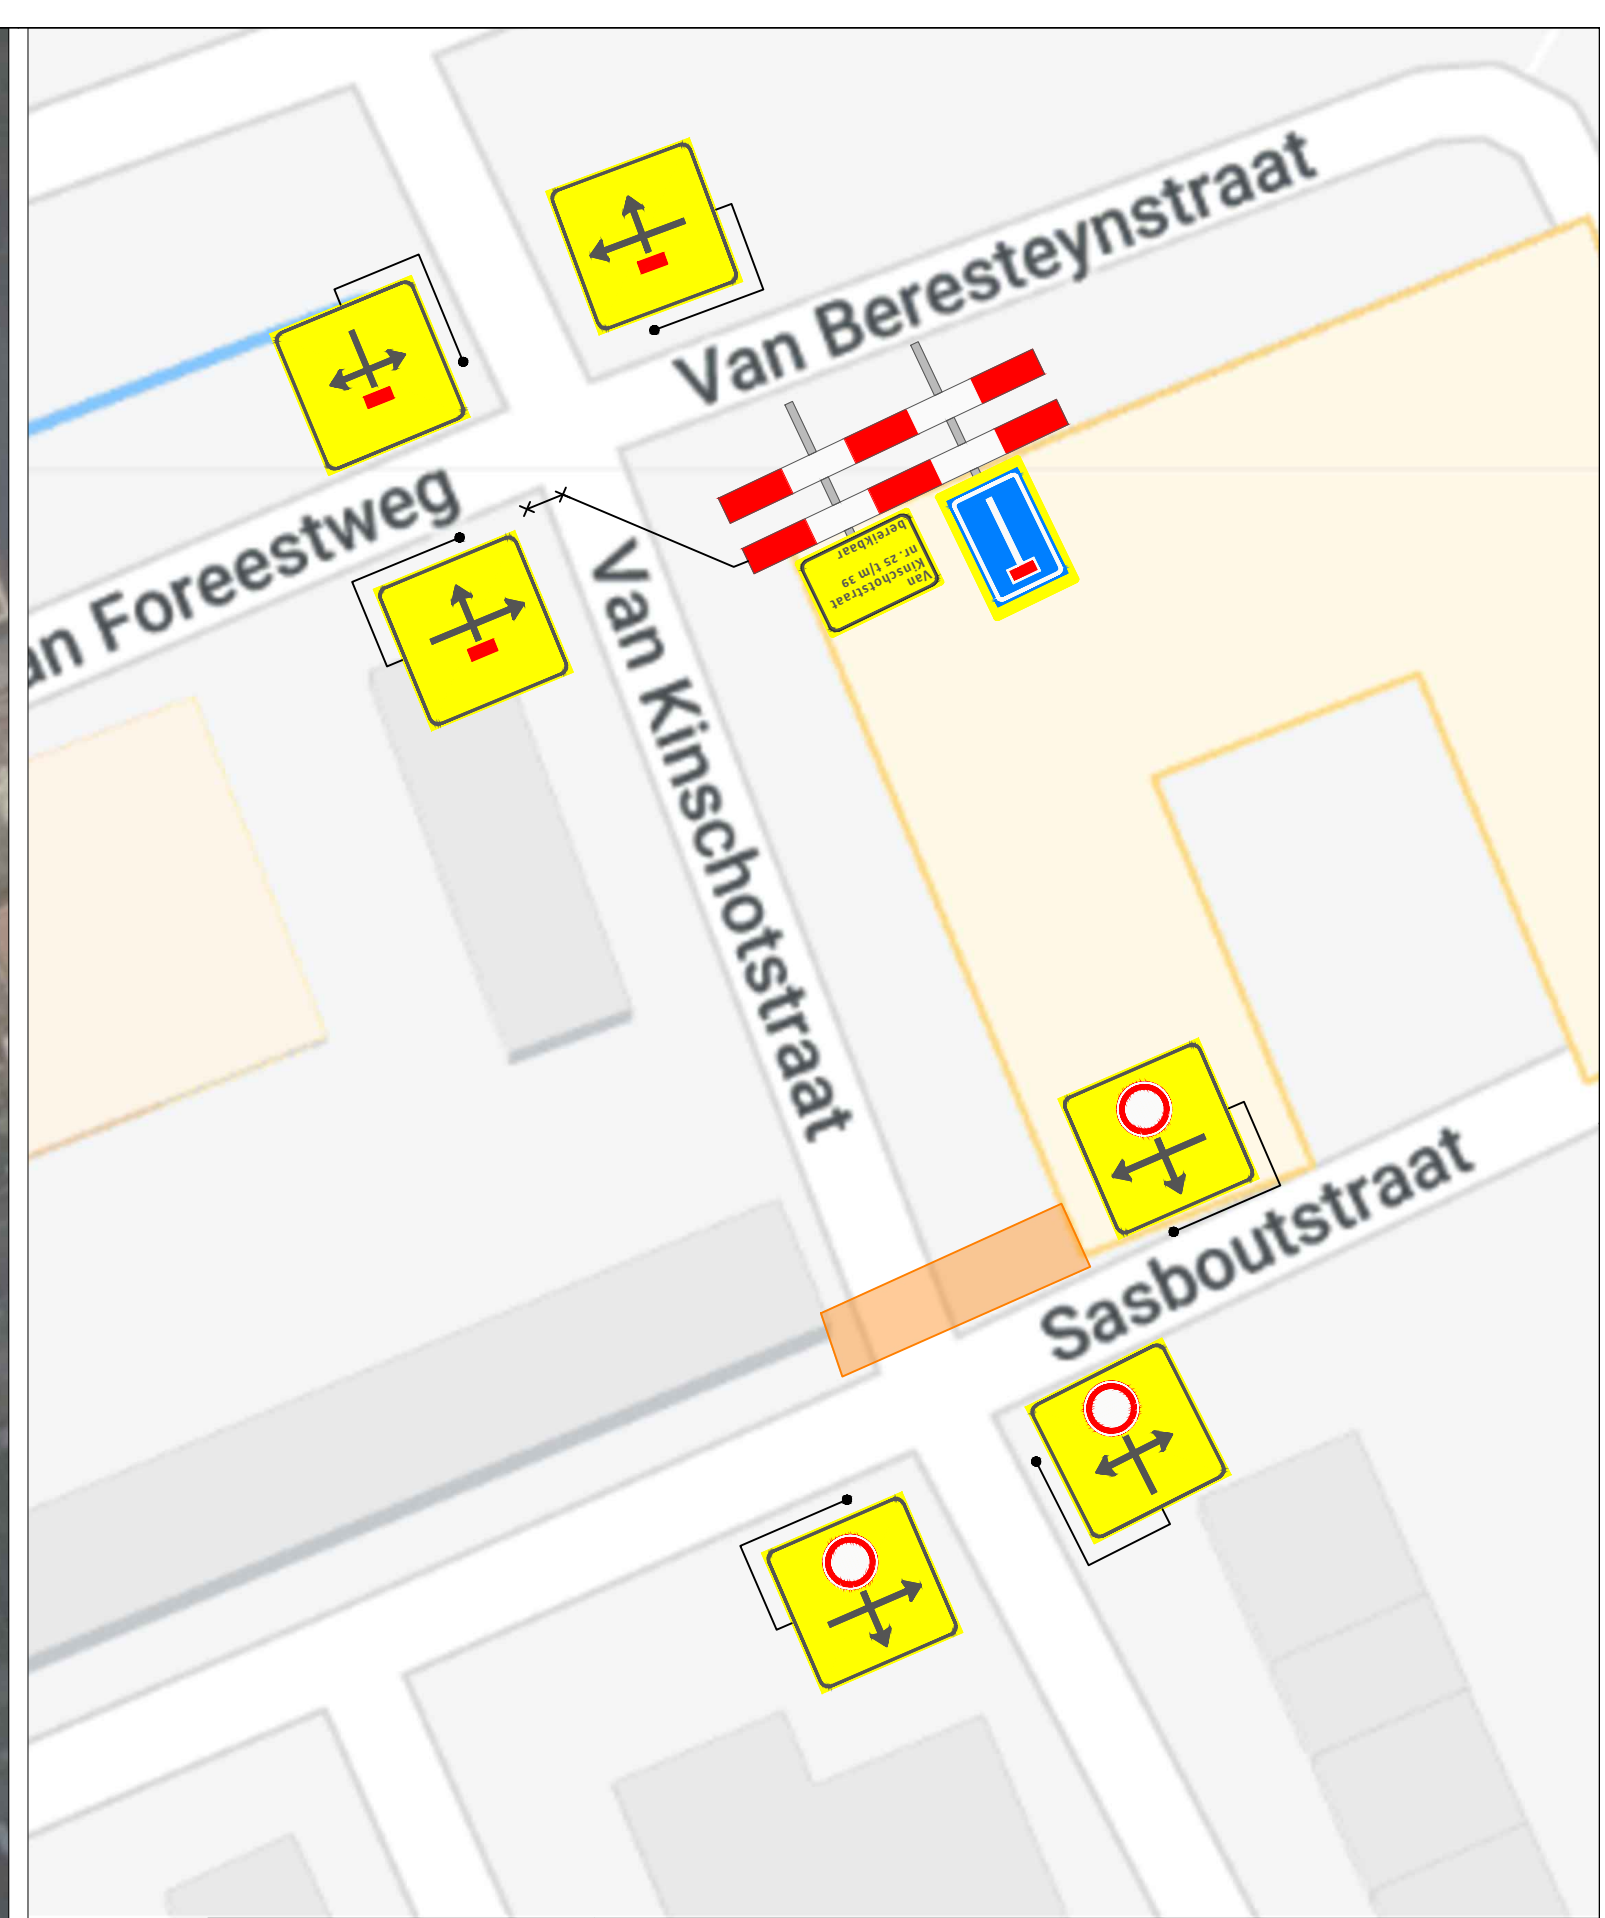 Van Beresteynstraat
an Foreestweg
Van
Kinschotstraat
nr. 25 t/m 39
bereikbaar
Van Kinschotstraat
Sasboutstraat